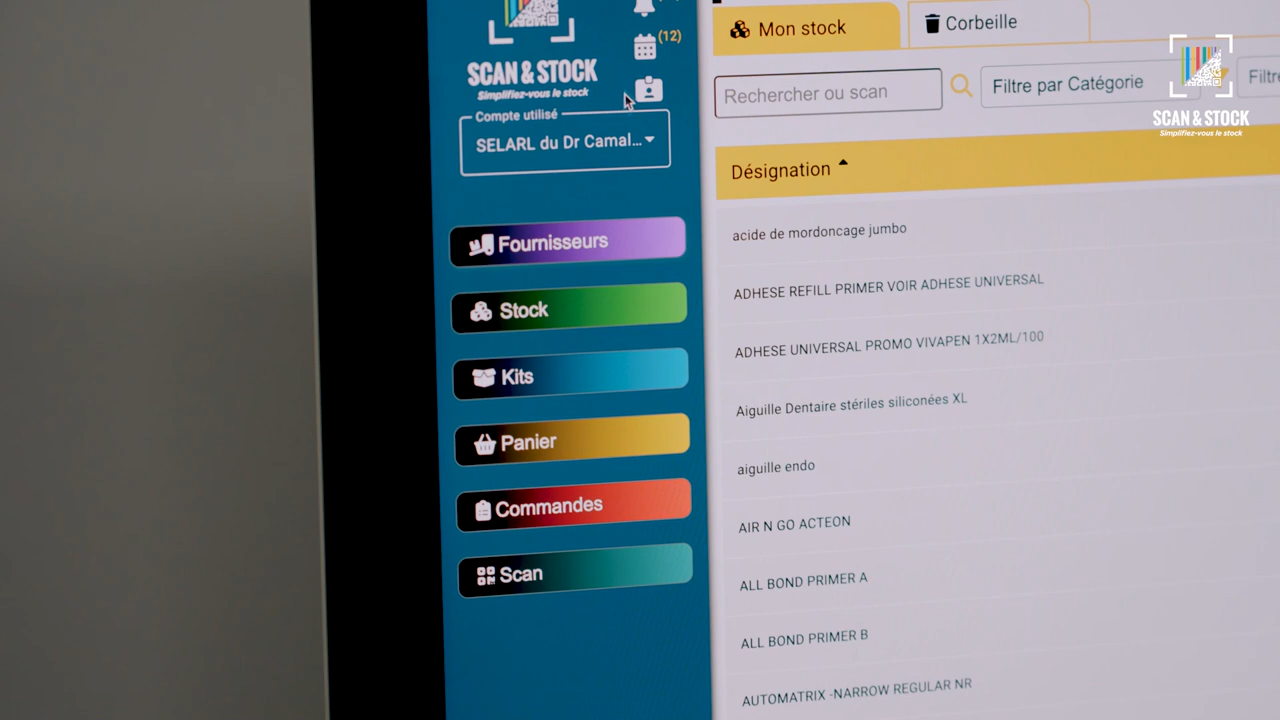 (12)
SCAN & STOCK
Simplifiez-vous le stock
Compte utilisé
SELARL du Dr Camal...
Fournisseurs
Stock
Kits
Panier
Commandes
Scan
Mon stock
Corbeille
Rechercher ou scan
Filtre par Catégorie
Filtre
Désignation
acide de mordoncage jumbo
ADHESE REFILL PRIMER VOIR ADHESE UNIVERSAL
ADHESE UNIVERSAL PROMO VIVAPEN 1X2ML/100
Aiguille Dentaire stériles siliconées XL
aiguille endo
AIR N GO ACTEON
ALL BOND PRIMER A
ALL BOND PRIMER B
AUTOMATRIX -NARROW REGULAR NR
SCAN & STOCK
Simplifiez-vous le stock